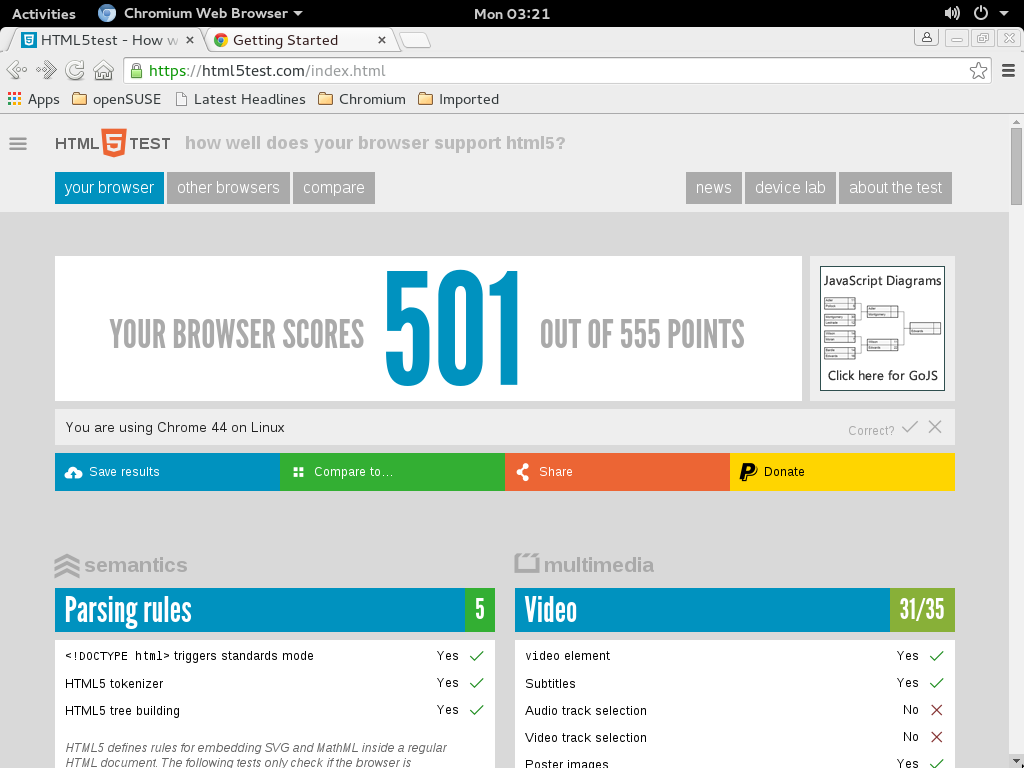 Activities Chromium Web Browser Mon 03:21
HTML5test - How w Getting Started
https://html5test.com/index.html
Apps openSUSE Latest Headlines Chromium Imported
HTML 5 TEST how well does your browser support html5?
your browser other browsers compare news device lab about the test
YOUR BROWSER SCORES 501 OUT OF 555 POINTS
JavaScript Diagrams
Click here for GoJS
You are using Chrome 44 on Linux Correct?
Save results Compare to... Share Donate
semantics
Parsing rules 5
<!DOCTYPE html> triggers standards mode Yes
HTML5 tokenizer Yes
HTML5 tree building Yes
HTML5 defines rules for embedding SVG and MathML inside a regular
HTML document. The following tests only check if the browser is
multimedia
Video 31/35
video element Yes
Subtitles Yes
Audio track selection No
Video track selection No
Poster images Yes